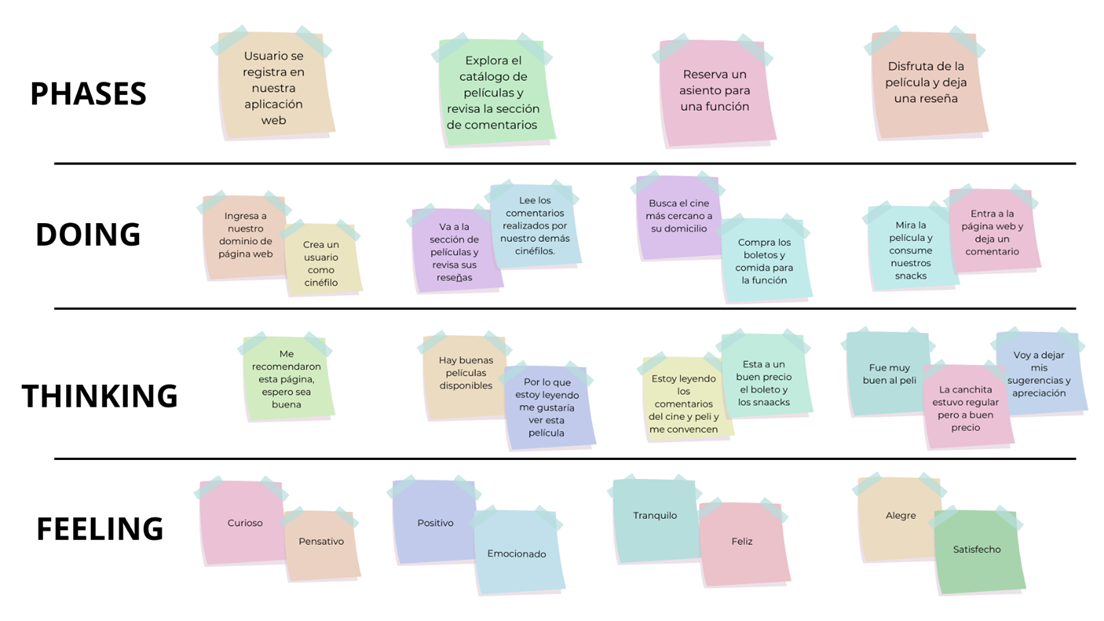 PHASES
Usuario se
registra en
nuestra
aplicación
web
Explora el
catálogo de
películas y
revisa la sección
de comentarios
Reserva un
asiento para
una función
Disfruta de la
película y deja
una reseña
DOING
Ingresa a
nuestro
dominio de
página web
Crea un
usuario
como
cinéfilo
Va a la
sección de
películas y
revisa sus
reseñas
Lee los
comentarios
realizados por
nuestro demás
cinéfilos.
Busca el cine
más cercano a
su domicilio
Compra los
boletos y
comida para
la función
Mira la
película y
consume
nuestros
snacks
Entra a la
página web y
deja un
comentario
THINKING
Me
recomendaron
esta página,
espero sea
buena
Hay buenas
películas
disponibles
Por lo que
estoy leyendo
me gustaría
ver esta
película
Estoy leyendo
los
comentarios
del cine y peli y
me convencen
Esta a un
buen precio
el boleto y
los snaacks
Fue muy
buen al peli
La canchita
estuvo regular
pero a buen
precio
Voy a dejar
mis
sugerencias y
apreciación
FEELING
Curioso
Pensativo
Positivo
Emocionado
Tranquilo
Feliz
Alegre
Satisfecho